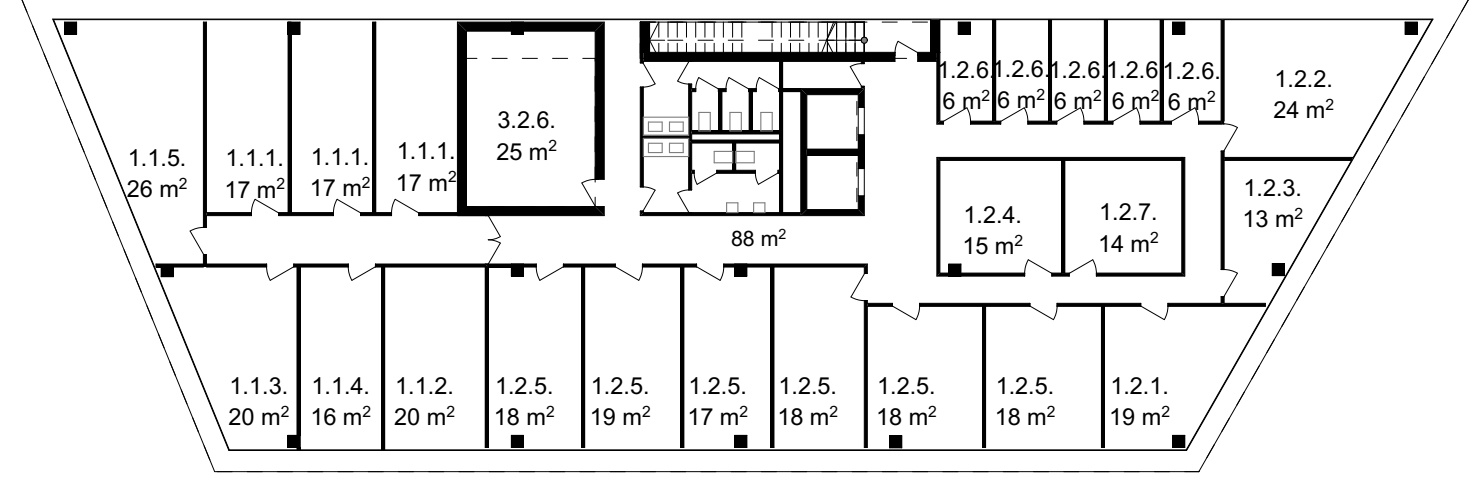 1.1.5.
26 m²
1.1.1.
17 m²
1.1.1.
17 m²
1.1.1.
17 m²
3.2.6.
25 m²
1.2.6.
6 m²
1.2.6.
6 m²
1.2.6.
6 m²
1.2.6
6 m²
1.2.6.
6 m²
1.2.2.
24 m²
88 m²
1.2.4.
15 m²
1.2.7.
14 m²
1.2.3.
13 m²
1.1.3.
20 m²
1.1.4.
16 m²
1.1.2.
20 m²
1.2.5.
18 m²
1.2.5.
19 m²
1.2.5.
17 m²
1.2.5.
18 m²
1.2.5.
18 m²
1.2.5.
18 m²
1.2.1.
19 m²